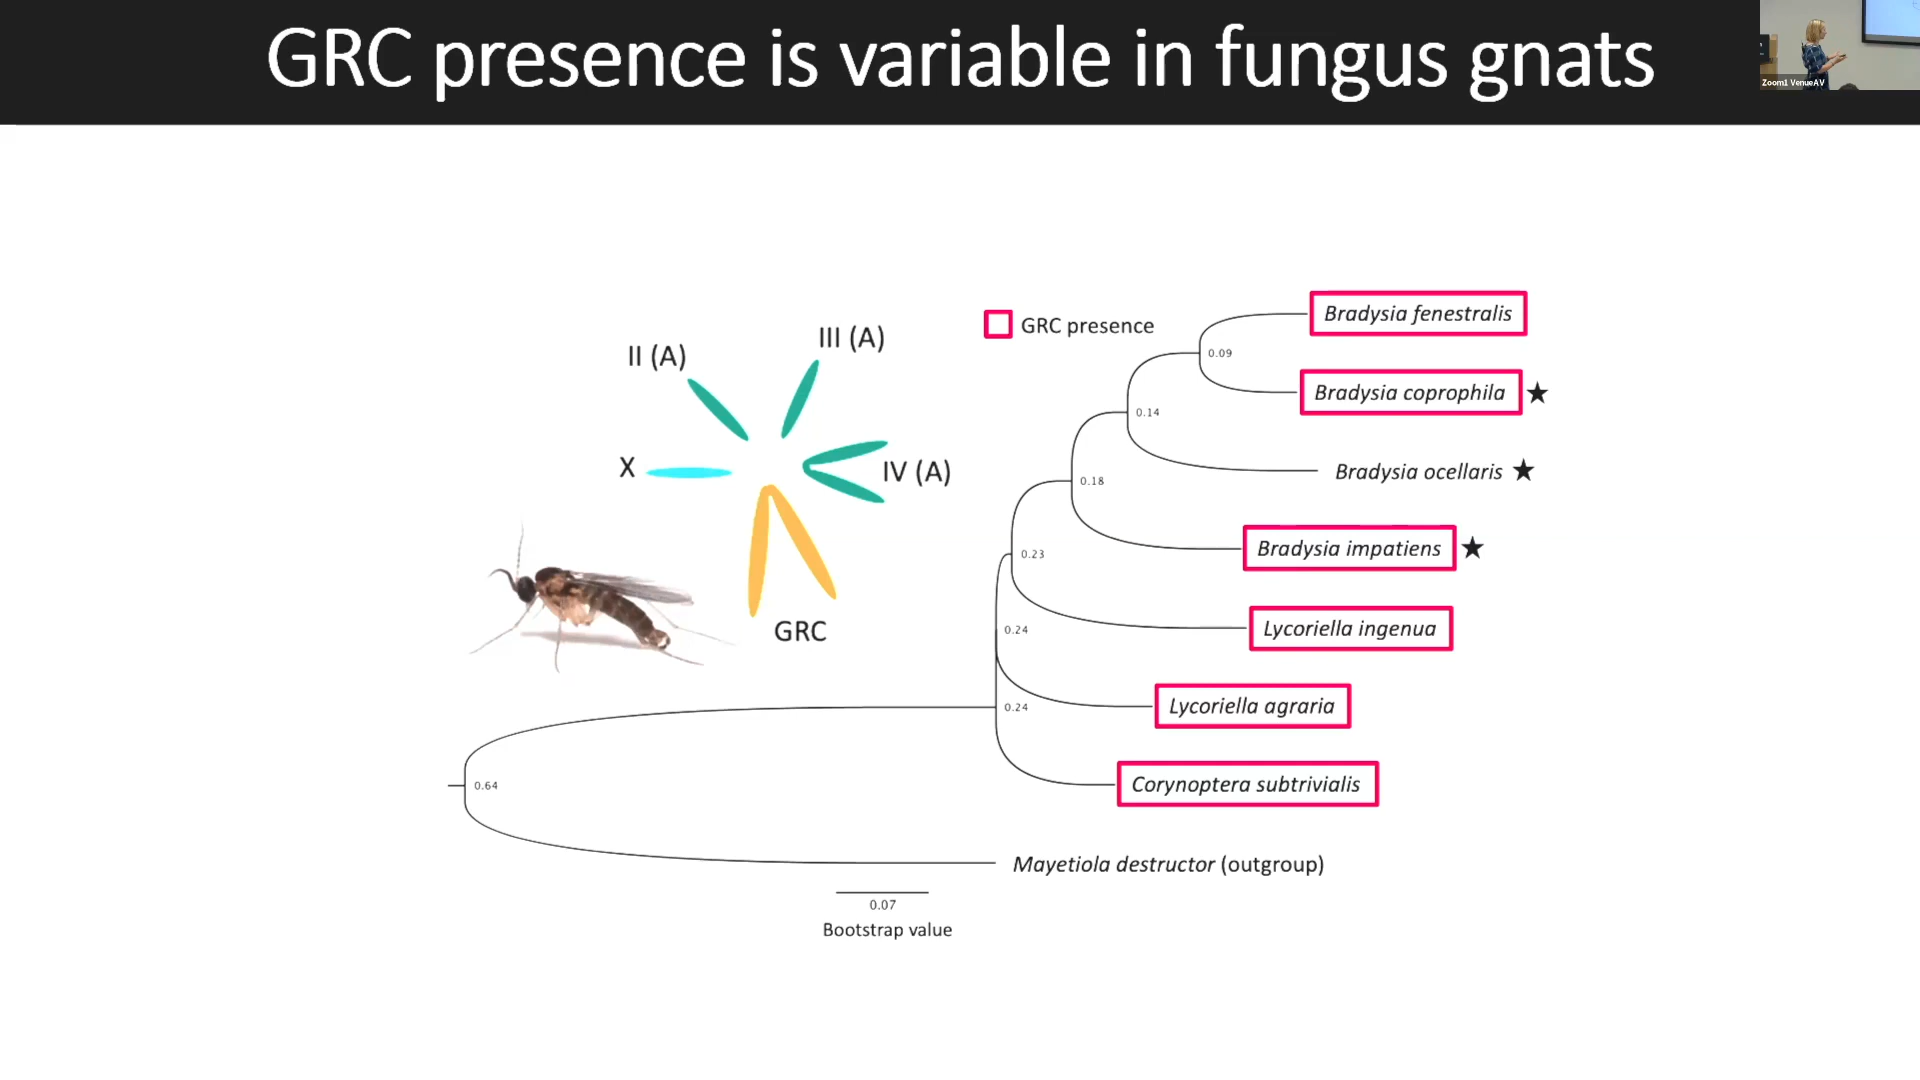 GRC presence is variable in fungus gnats
Zoom1 VenueAV
II (A)
III (A)
X
IV (A)
GRC
GRC presence
Bradysia fenestralis
0.09
Bradysia coprophila ★
0.14
Bradysia ocellaris ★
0.18
Bradysia impatiens ★
0.23
Lycoriella ingenua
0.24
Lycoriella agraria
0.24
Corynoptera subtrivialis
0.64
Mayetiola destructor (outgroup)
0.07
Bootstrap value